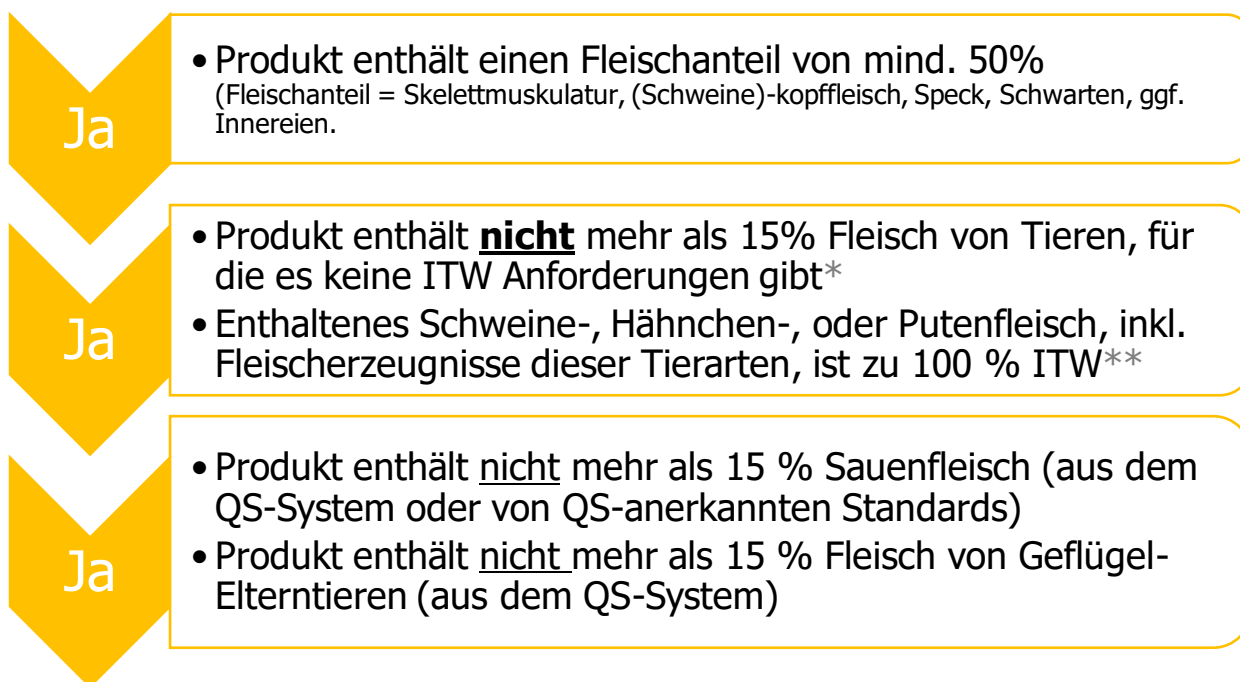 Ja
• Produkt enthält einen Fleischanteil von mind. 50%
(Fleischanteil = Skelettmuskulatur, (Schweine)-kopffleisch, Speck, Schwarten, ggf.
Innereien.
Ja
• Produkt enthält nicht mehr als 15% Fleisch von Tieren, für
die es keine ITW Anforderungen gibt*
• Enthaltenes Schweine-, Hähnchen-, oder Putenfleisch, inkl.
Fleischerzeugnisse dieser Tierarten, ist zu 100 % ITW**
Ja
• Produkt enthält nicht mehr als 15 % Sauenfleisch (aus dem
QS-System oder von QS-anerkannten Standards)
• Produkt enthält nicht mehr als 15 % Fleisch von Geflügel-
Elterntieren (aus dem QS-System)